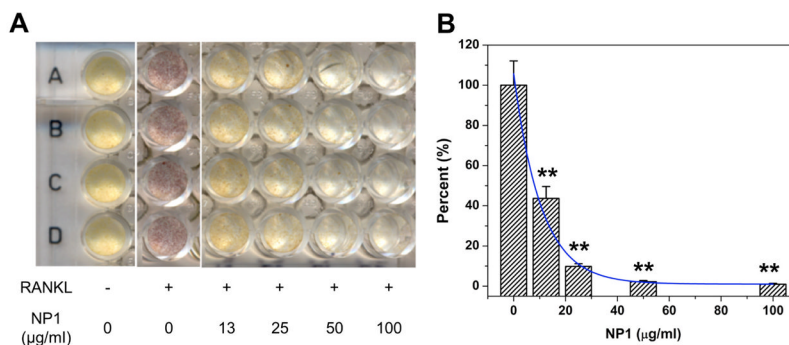 A
A
B
C
D
RANKL - + + + + +
NP1 (µg/ml) 0 0 13 25 50 100
B
Percent (%)
120
100
80
60
40
20
0
**
**
**
**
0 20 40 60 80 100
NP1 (µg/ml)